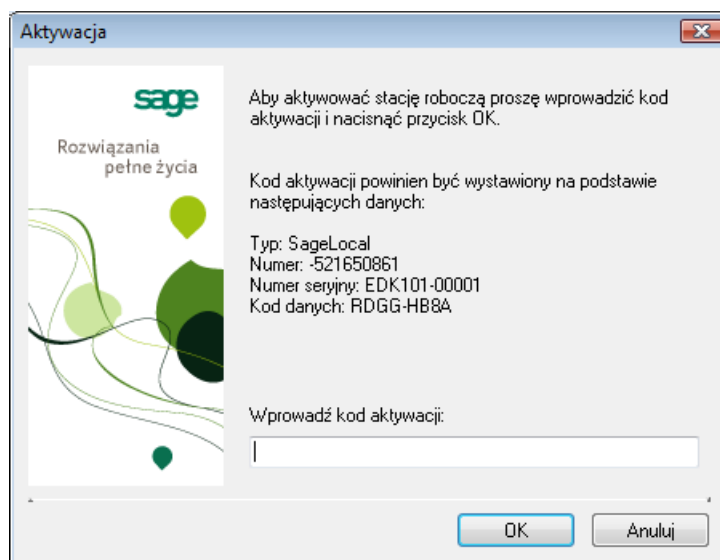 Aktywacja
sage
Rozwiązania
pełne życia
Aby aktywować stację roboczą proszę wprowadzić kod
aktywacji i nacisnąć przycisk OK.
Kod aktywacji powinien być wystawiony na podstawie
następujących danych:
Typ: SageLocal
Numer: -521650861
Numer seryjny: EDK101-00001
Kod danych: RDGG-HB8A
Wprowadź kod aktywacji:
OK
Anuluj